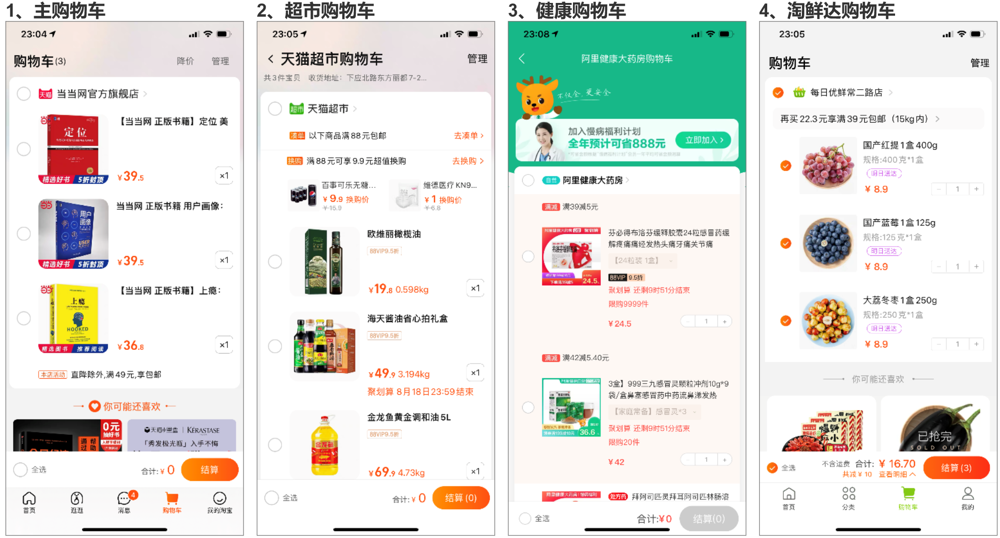 1、主购物车
23:04
购物车(3)
降价
管理
天猫 当当网官方旗舰店
【当当网 正版书籍】定位 美
定位
精选好书 5折封顶
¥39.5
×1
当当网 正版书籍 用户画像：
用户
画像
USER
精选好书 5折封顶
¥39.5
×1
【当当网 正版书籍】上瘾：
上瘾
HOOKED
精选图书 推荐阅读
¥36.8
×1
本店活动 直降除外,满49元,享包邮
你可能还喜欢
0元
抽好书
帮助
通过
天猫小黑盒 | KÉRASTASE
「秀发极光瓶」入手不悔
全选
合计: ¥ 0
结算
4
首页
逛逛
消息
购物车
我的淘宝
2、超市购物车
23:05
天猫超市购物车
管理
共3件宝贝 收货地址：下应北路东方丽都7-2...
超市 天猫超市
凑单 以下商品满88元包邮
去凑单
换购 满88元可享9.9元超值换购
去换购
百事可乐无糖...
¥9.9 换购价
¥15.9
维德医疗KN9...
¥1 换购价
¥6.8
欧维丽橄榄油
88VIP9.5折
¥19.8 0.598kg
×1
海天酱油省心拍礼盒
88VIP9.5折
¥49.9 3.194kg
×1
聚划算 8月18日23:59结束
金龙鱼黄金调和油5L
88VIP9.5折
金龙鱼
¥69.9 4.73kg
×1
全选
合计: ¥ 0
结算 (0)
3、健康购物车
23:08
阿里健康大药房购物车
不仅全，更安全
加入慢病福利计划
全年预计可省888元
立即加入
自营 阿里健康大药房
满减 满39减5元
芬必得布洛芬缓释胶囊24粒感冒药缓
解疼痛痛经发热头痛牙痛关节痛
【24粒装 1盒】
88VIP 9.5折
聚划算 还剩9时51分结束
限购9999件
下单满39减5
24.5
¥24.5
1
满减 满42减5.40元
3盒】999三九感冒灵颗粒冲剂10g*9
袋/盒鼻塞感冒药中药流鼻涕发热
【家庭常备】感冒灵*3
聚划算 还剩9时51分结束
限购20件
36.6
¥42
1
处方药 拜阿司匹灵拜耳阿司匹林肠溶
全选
合计:¥0
结算(0)
4、淘鲜达购物车
23:05
购物车
管理
每日优鲜常二路店
再买22.3元享满39元包邮（15kg内）
国产红提1盒400g
规格:400克*1盒
明日送达
¥ 8.9
1
国产蓝莓1盒125g
规格:125克*1盒
明日送达
¥ 8.9
1
大荔冬枣1盒250g
规格:250克*1盒
明日送达
¥ 8.9
1
你可能还喜欢
已抢完
SOLD OUT
全选
不含运费 合计: ¥ 16.70
共减 ¥ 10 查看明细
结算 (3)
首页
分类
购物车
我的